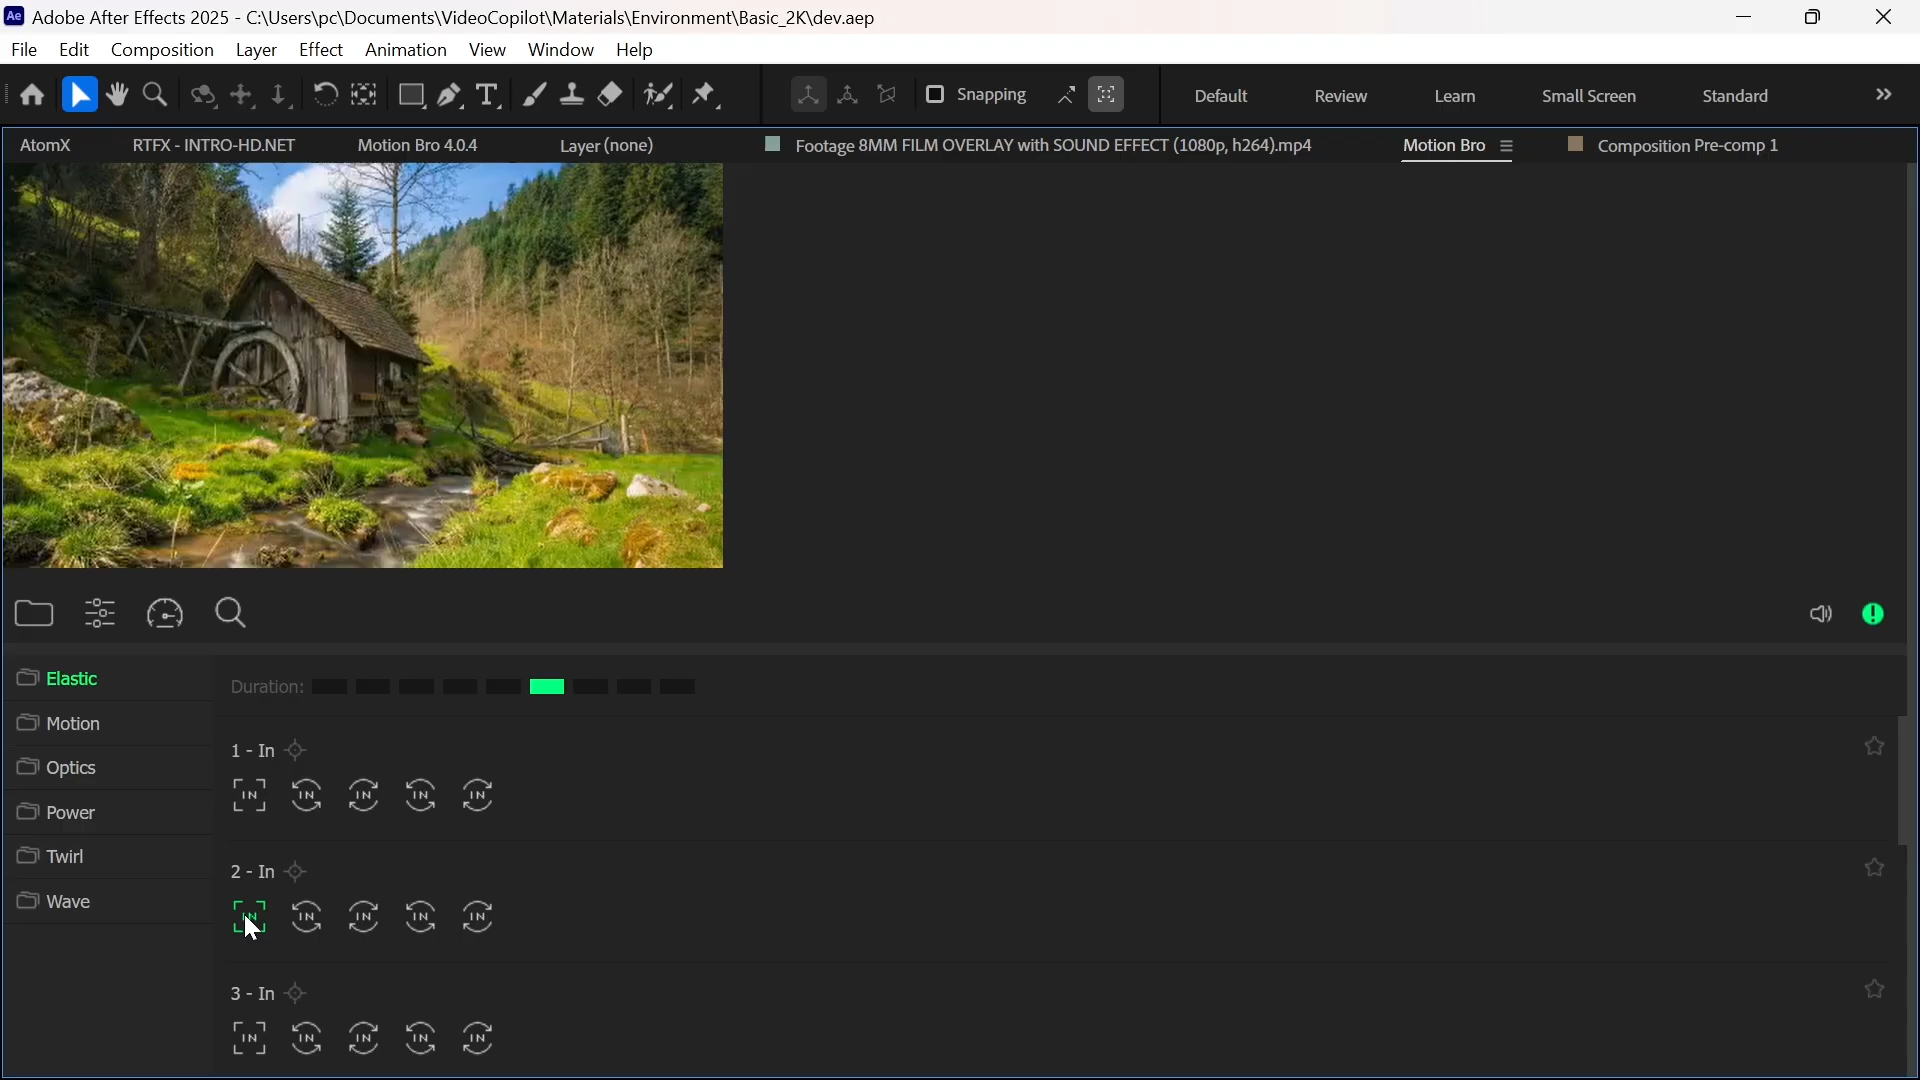 Ae Adobe After Effects 2025 - C:\Users\pc\Documents\VideoCopilot\Materials\Environment\Basic_2K\dev.aep
File Edit Composition Layer Effect Animation View Window Help
T Snapping Default Review Learn Small Screen Standard
AtomX RTFX - INTRO-HD.NET Motion Bro 4.0.4 Layer (none) Footage 8MM FILM OVERLAY with SOUND EFFECT (1080p, h264).mp4 Motion Bro Composition Pre-comp 1
Elastic
Motion
Optics
Power
Twirl
Wave
Duration:
1 - In
IN IN IN IN IN
2 - In
IN IN IN IN IN
3 - In
IN IN IN IN IN